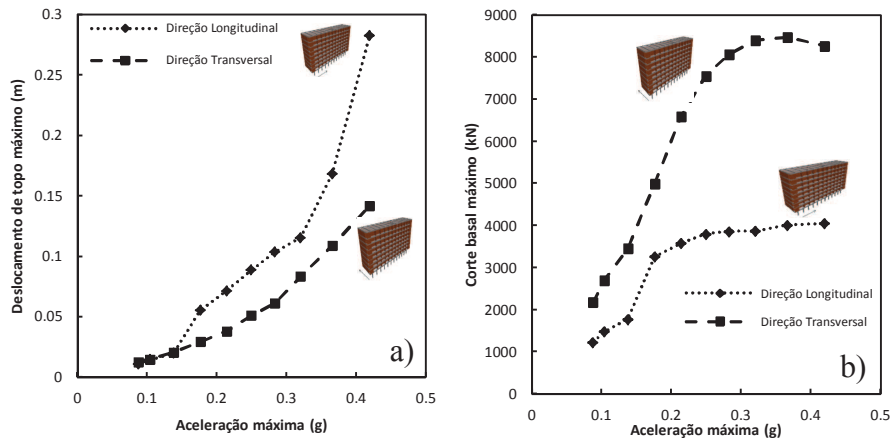 Deslocamento de topo máximo (m)
0.3
0.25
0.2
0.15
0.1
0.05
0
Direção Longitudinal
Direção Transversal
a)
0
0.1
0.2
0.3
0.4
0.5
Aceleração máxima (g)
Corte basal máximo (kN)
9000
8000
7000
6000
5000
4000
3000
2000
1000
0
Direção Longitudinal
Direção Transversal
b)
0
0.1
0.2
0.3
0.4
0.5
Aceleração máxima (g)